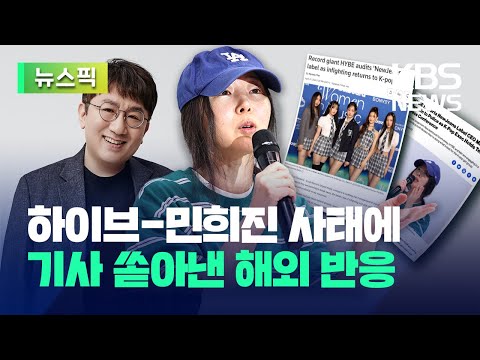 뉴스픽
KBS
NEWS
Record giant HYBE audits 'NewJe
label as infighting returns to K-pop
LA
하이브-민희진 사태에
기사 쏟아낸 해외 반응